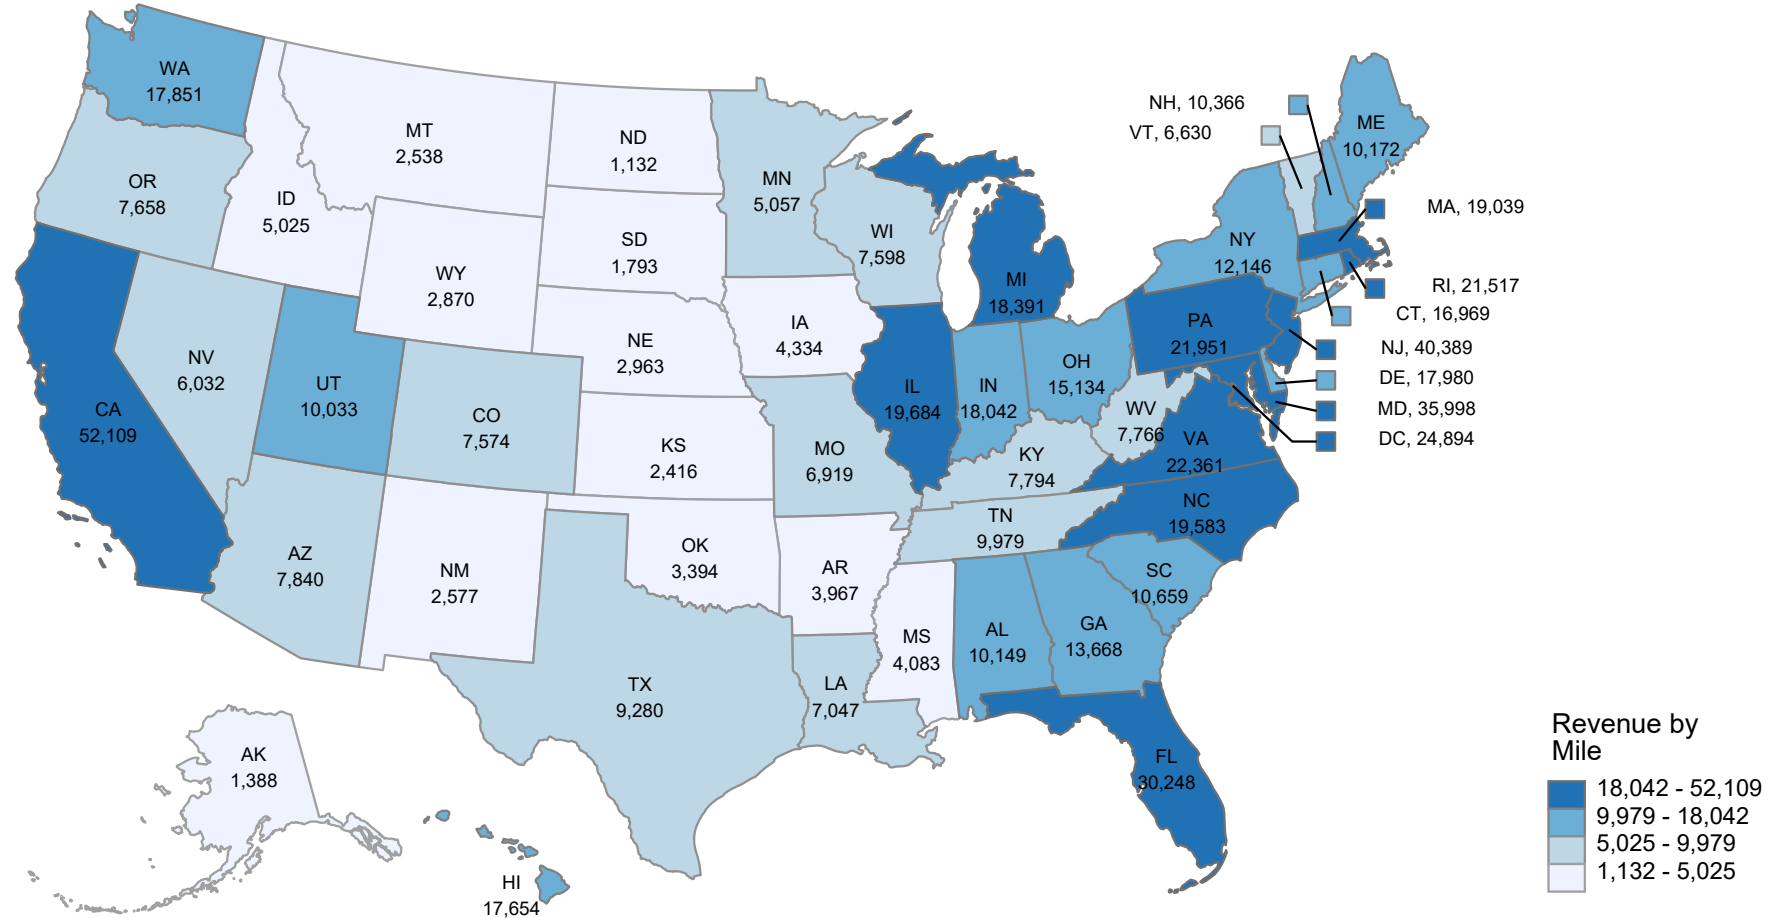 WA
17,851
OR
7,658
CA
52,109
ID
5,025
NV
6,032
UT
10,033
AZ
7,840
MT
2,538
WY
2,870
CO
7,574
NM
2,577
ND
1,132
SD
1,793
NE
2,963
KS
2,416
OK
3,394
TX
9,280
MN
5,057
IA
4,334
MO
6,919
AR
3,967
LA
7,047
WI
7,598
IL
19,684
MI
18,391
IN
18,042
OH
15,134
KY
7,794
TN
9,979
MS
4,083
AL
10,149
GA
13,668
FL
30,248
SC
10,659
NC
19,583
VA
22,361
WV
7,766
PA
21,951
NY
12,146
ME
10,172
NH, 10,366
VT, 6,630
MA, 19,039
RI, 21,517
CT, 16,969
NJ, 40,389
DE, 17,980
MD, 35,998
DC, 24,894
AK
1,388
HI
17,654
Revenue by
Mile
18,042 - 52,109
9,979 - 18,042
5,025 - 9,979
1,132 - 5,025